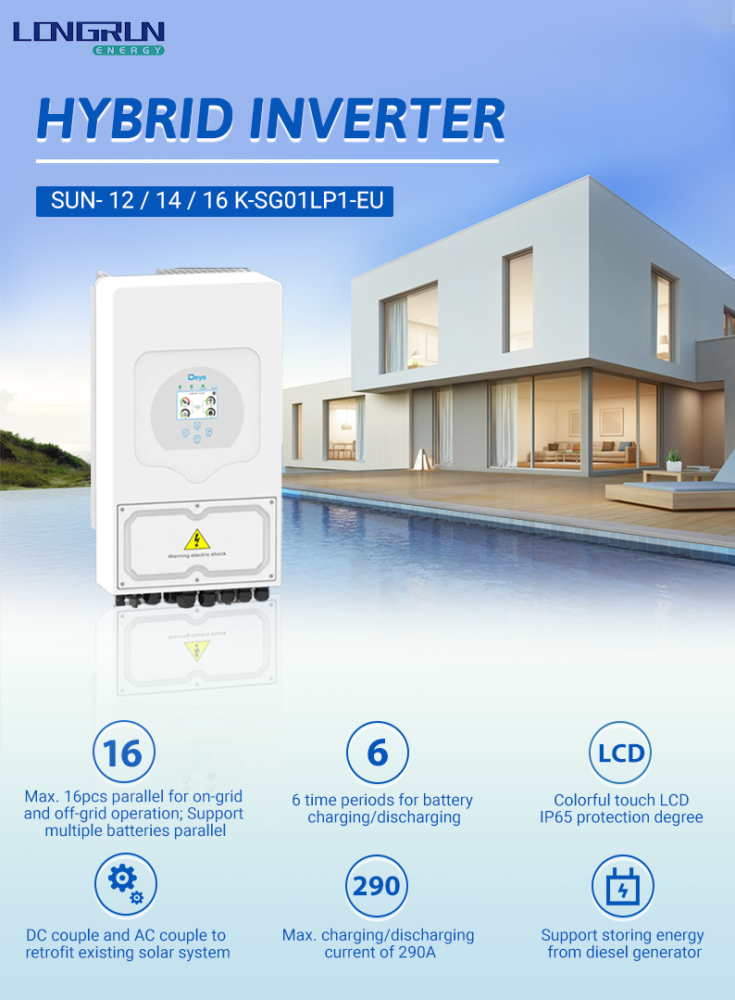 LONGRUN
ENERGY
HYBRID INVERTER
SUN- 12 / 14 / 16 K-SG01LP1-EU
Deye
Warning electric shock
16
Max. 16pcs parallel for on-grid
and off-grid operation; Support
multiple batteries parallel
6
6 time periods for battery
charging/discharging
LCD
Colorful touch LCD
IP65 protection degree
DC couple and AC couple to
retrofit existing solar system
290
Max. charging/discharging
current of 290A
Support storing energy
from diesel generator